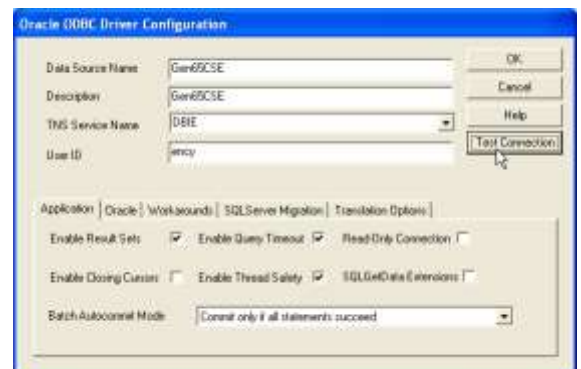 Oracle ODBC Driver Configuration
Data Source Name Gen65CSE
Description Gen65CSE
TNS Service Name DBIE
User ID ency
OK
Cancel
Help
Test Connection
Application Oracle Workarounds SQLServer Migration Translation Options
Enable Result Sets Enable Query Timeout Read-Only Connection
Enable Closing Cursors Enable Thread Safety SQLGetData Extensions
Batch Autocommit Mode Commit only if all statements succeed